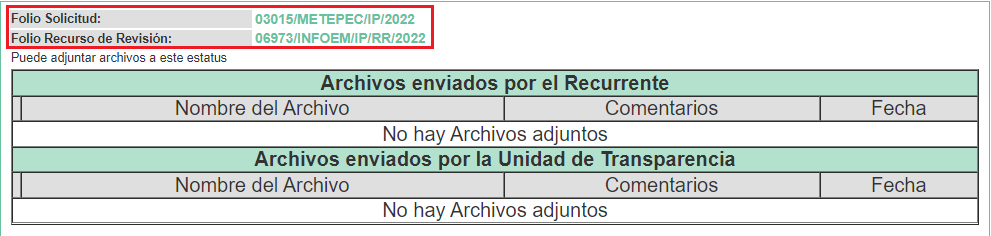 Folio Solicitud: 03015/METEPEC/IP/2022
Folio Recurso de Revisión: 06973/INFOEM/IP/RR/2022
Puede adjuntar archivos a este estatus
Archivos enviados por el Recurrente
Nombre del Archivo Comentarios Fecha
No hay Archivos adjuntos
Archivos enviados por la Unidad de Transparencia
Nombre del Archivo Comentarios Fecha
No hay Archivos adjuntos